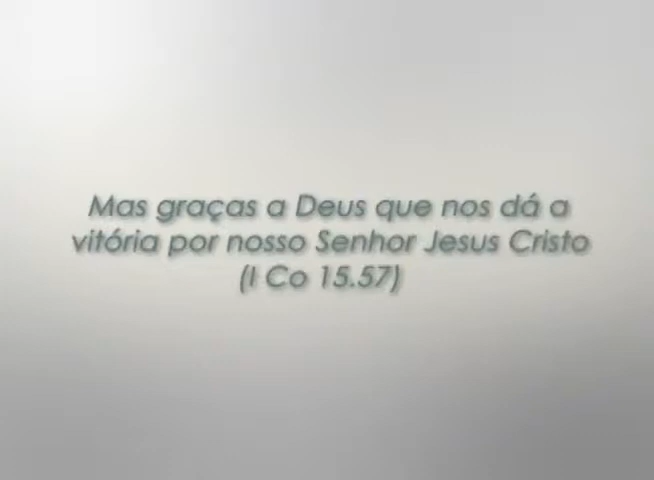 Mas graças a Deus que nos dá a
vitória por nosso Senhor Jesus Cristo
(I Co 15.57)